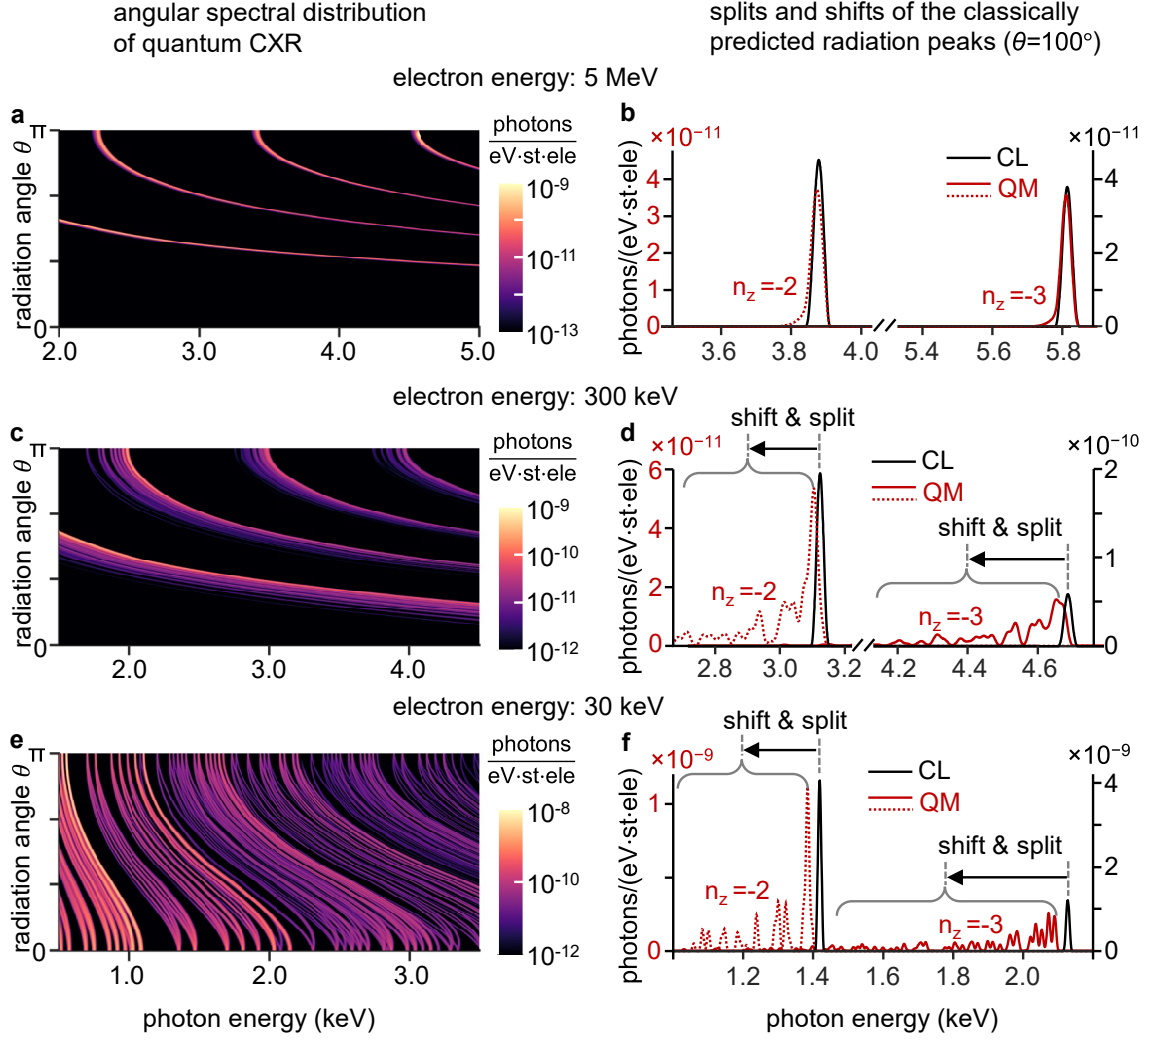 angular spectral distribution
of quantum CXR
splits and shifts of the classically
predicted radiation peaks (θ=100°)
electron energy: 5 MeV
a
π
0
radiation angle θ
2.0 3.0 4.0 5.0
photons
eV·st·ele
10⁻⁹
10⁻¹¹
10⁻¹³
b
×10⁻¹¹
×10⁻¹¹
photons/(eV·st·ele)
4
3
2
1
0
CL
QM
n_z=-2
n_z=-3
4
2
0
3.6 3.8 4.0 5.4 5.6 5.8
electron energy: 300 keV
c
π
0
radiation angle θ
2.0 3.0 4.0
photons
eV·st·ele
10⁻⁹
10⁻¹⁰
10⁻¹¹
10⁻¹²
shift & split
d
×10⁻¹¹
×10⁻¹⁰
photons/(eV·st·ele)
6
4
2
0
CL
QM
shift & split
n_z=-2
n_z=-3
2
1
0
2.8 3.0 3.2 4.2 4.4 4.6
electron energy: 30 keV
e
π
0
radiation angle θ
1.0 2.0 3.0
photon energy (keV)
photons
eV·st·ele
10⁻⁸
10⁻¹⁰
10⁻¹²
shift & split
f
×10⁻⁹
×10⁻⁹
photons/(eV·st·ele)
1
0
CL
QM
shift & split
n_z=-2
n_z=-3
4
2
0
1.2 1.4 1.6 1.8 2.0
photon energy (keV)